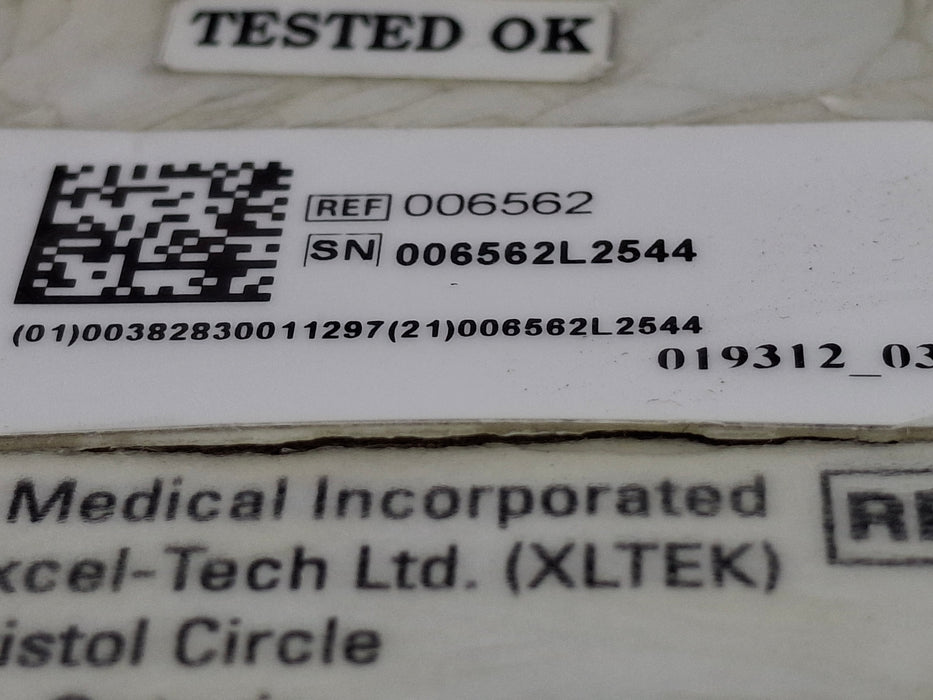 TESTED OK
REF 006562
SN 006562L2544
(01)00382830011297(21)006562L2544
019312_03
Medical Incorporated
xcel-Tech Ltd. (XLTEK)
istol Circle